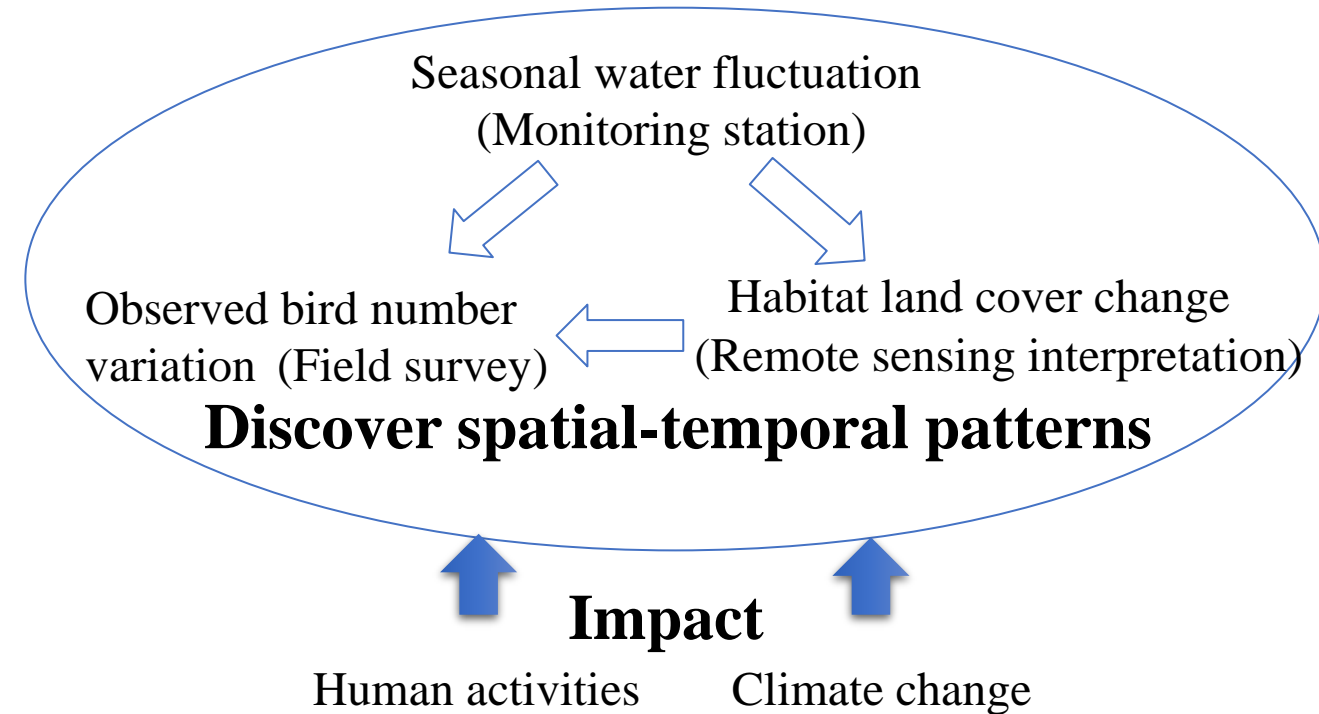 Seasonal water fluctuation
(Monitoring station)
Observed bird number
variation (Field survey)
Habitat land cover change
(Remote sensing interpretation)
Discover spatial-temporal patterns
Impact
Human activities
Climate change